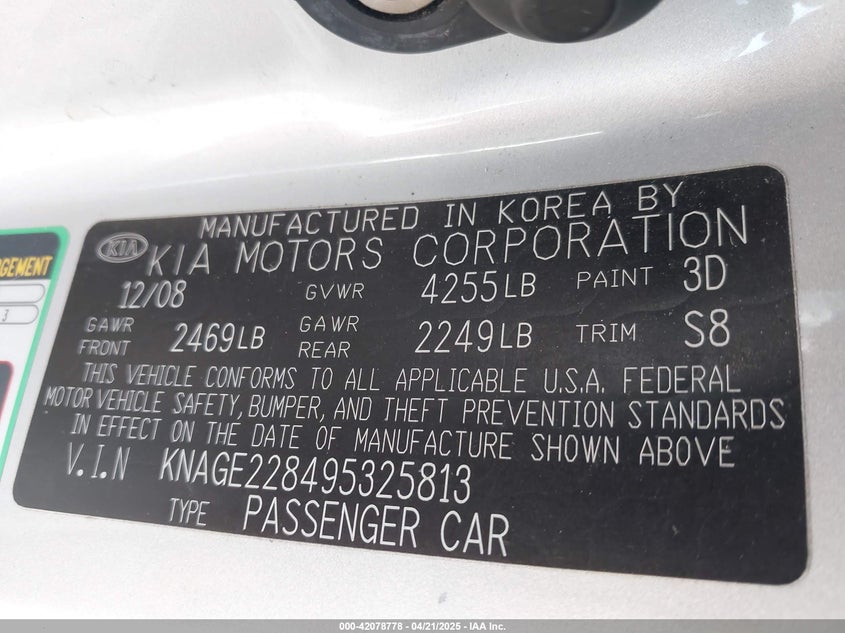 MANUFACTURED IN KOREA BY
KIA KIA MOTORS CORPORATION
12/08 GVWR 4255LB PAINT 3D
GAWR FRONT 2469LB GAWR REAR 2249LB TRIM S8
THIS VEHICLE CONFORMS TO ALL APPLICABLE U.S.A. FEDERAL
MOTOR VEHICLE SAFETY, BUMPER, AND THEFT PREVENTION STANDARDS
IN EFFECT ON THE DATE OF MANUFACTURE SHOWN ABOVE
V.I.N KNAGE228495325813
TYPE PASSENGER CAR
3
000-42078778 - 04/21/2025 - IAA Inc.